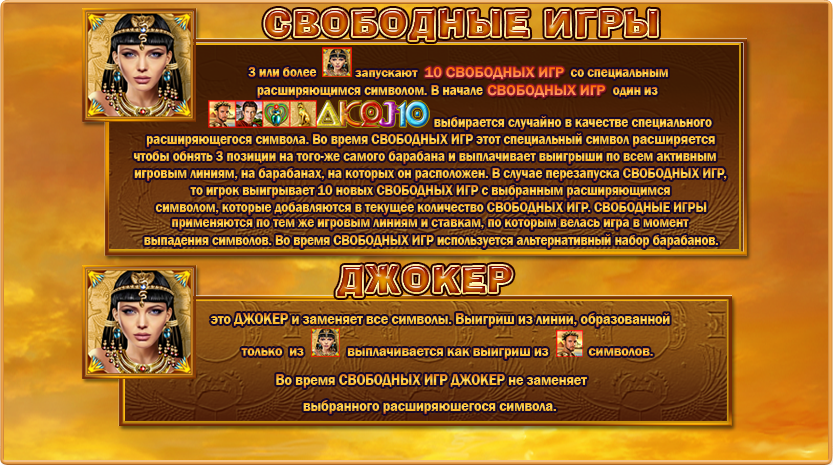 СВОБОДНЫЕ ИГРЫ
3 или более запускают 10 СВОБОДНЫХ ИГР со специальным
расширяющимся символом. В начале СВОБОДНЫХ ИГР один из
AKQJ10 выбирается случайно в качестве специального
расширяющегося символа. Во время СВОБОДНЫХ ИГР этот специальный символ расширяется
чтобы обнять 3 позиции на того-же самого барабана и выплачивает выигрыши по всем активным
игровым линиям, на барабанах, на которых он расположен. В случае перезапуска СВОБОДНЫХ ИГР,
то игрок выигрывает 10 новых СВОБОДНЫХ ИГР с выбранным расширяющимся
символом, которые добавляются в текущее количество СВОБОДНЫХ ИГР. СВОБОДНЫЕ ИГРЫ
применяются по тем же игровым линиям и ставкам, по которым велась игра в момент
выпадения символов. Во время СВОБОДНЫХ ИГР используется альтернативный набор барабанов.
ДЖОКЕР
это ДЖОКЕР и заменяет все символы. Выигриш из линии, образованной
только из выплачивается как выигриш из символов.
Во время СВОБОДНЫХ ИГР ДЖОКЕР не заменяет
выбранного расширяюшегося символа.